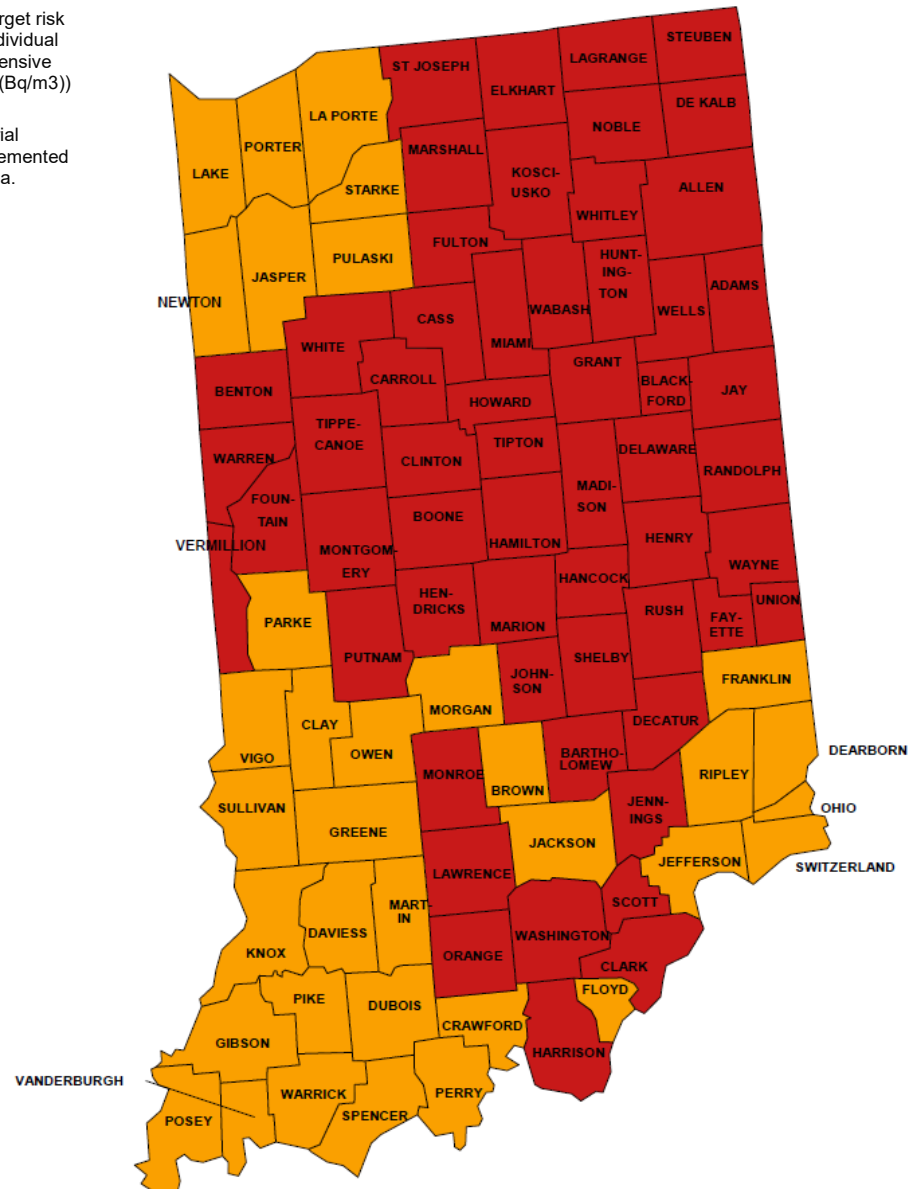 rget risk
dividual
ensive
(Bq/m3))
rial
emented
a.
STEUBEN
LAGRANGE
ST JOSEPH
ELKHART
DE KALB
LA PORTE
NOBLE
PORTER
MARSHALL
LAKE
KOSCI-
USKO
STARKE
ALLEN
WHITLEY
FULTON
PULASKI
HUNT-
ING-
TON
JASPER
ADAMS
NEWTON
WABASH
WELLS
CASS
MIAMI
WHITE
GRANT
CARROLL
BLACK-
FORD
JAY
BENTON
HOWARD
TIPPE-
CANOE
TIPTON
DELAWARE
WARREN
CLINTON
RANDOLPH
MADI-
SON
FOUN-
TAIN
BOONE
HENRY
VERMILLION
HAMILTON
MONTGOM-
ERY
WAYNE
HANCOCK
HEN-
DRICKS
UNION
RUSH
FAY-
ETTE
PARKE
MARION
PUTNAM
SHELBY
JOHN-
SON
FRANKLIN
MORGAN
DECATUR
CLAY
DEARBORN
OWEN
BARTHO-
LOMEW
VIGO
MONROE
RIPLEY
BROWN
JENN-
INGS
SULLIVAN
OHIO
GREENE
JACKSON
JEFFERSON
SWITZERLAND
LAWRENCE
SCOTT
MART-
IN
DAVIESS
WASHINGTON
KNOX
ORANGE
CLARK
FLOYD
PIKE
DUBOIS
CRAWFORD
GIBSON
HARRISON
VANDERBURGH
WARRICK
PERRY
SPENCER
POSEY